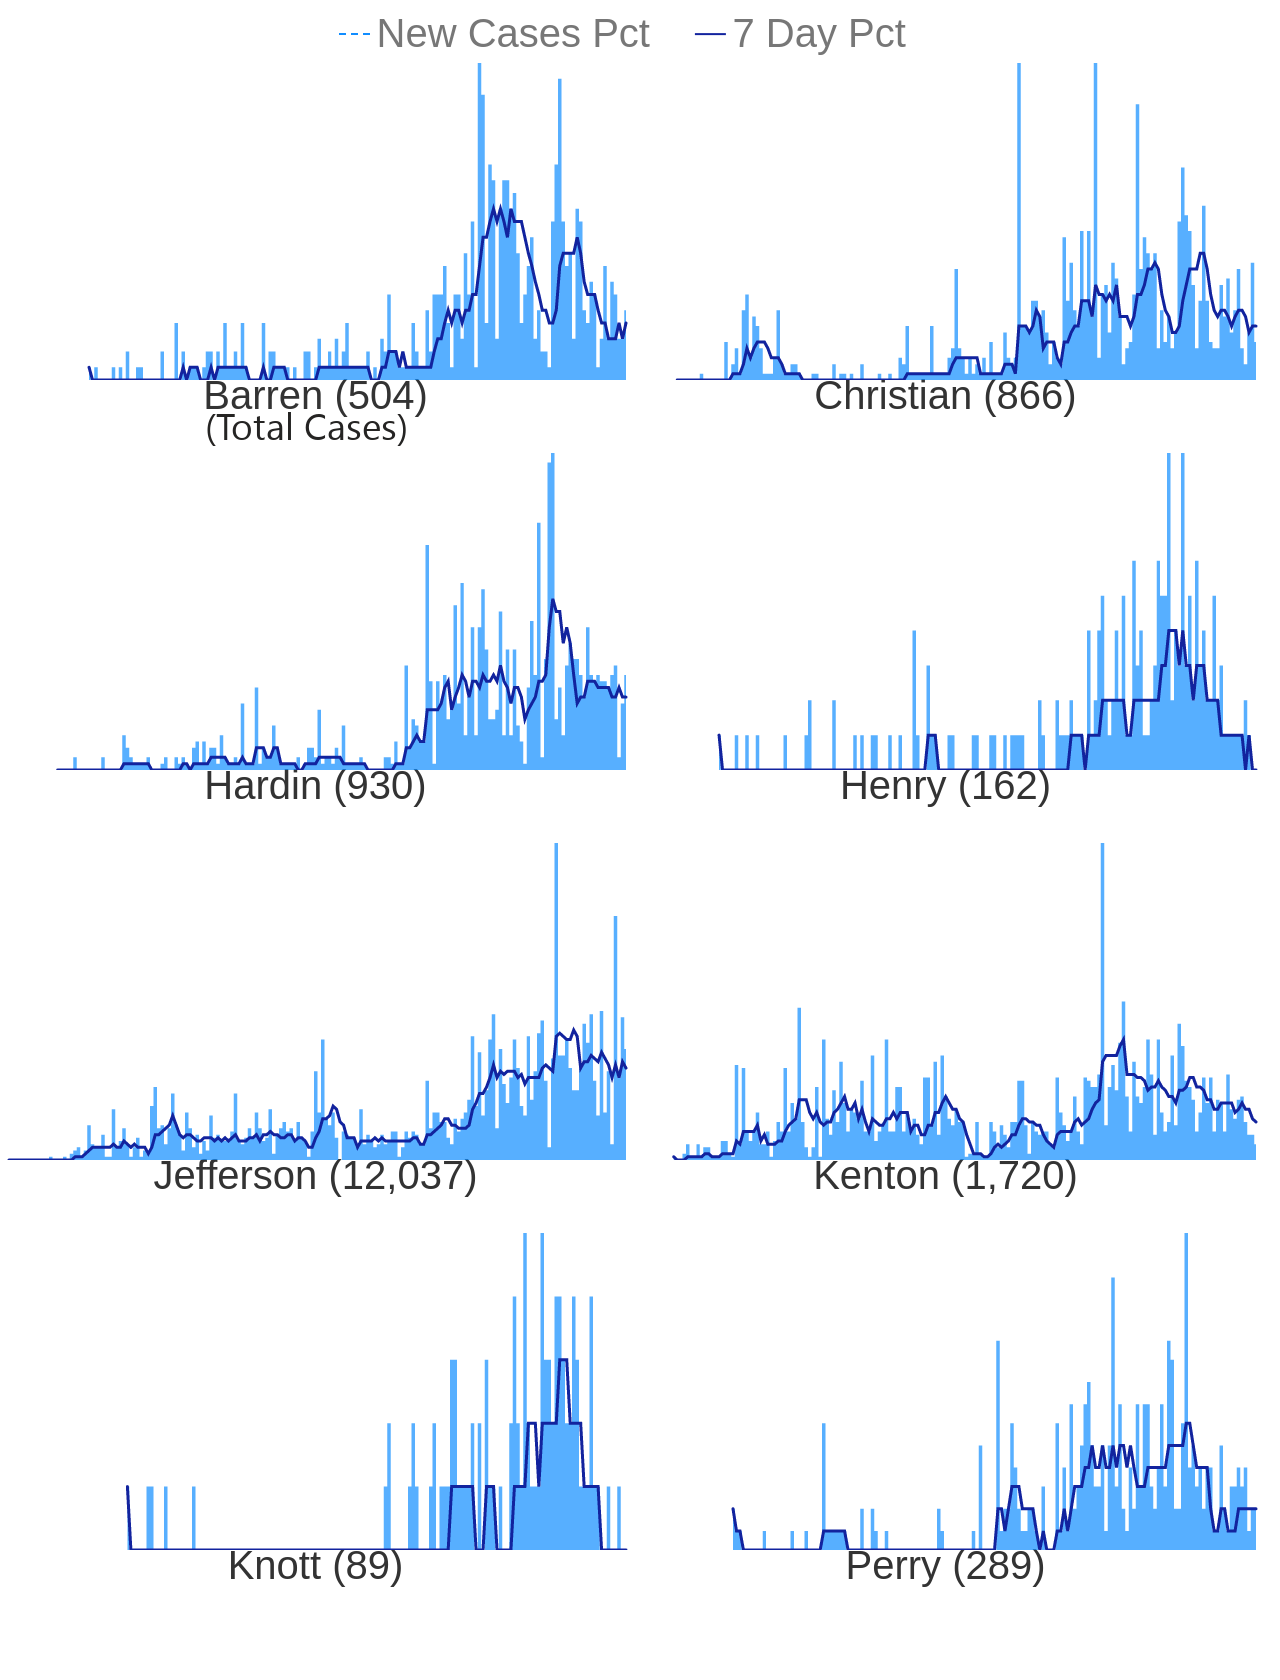 New Cases Pct 7 Day Pct
Barren (504) Christian (866)
(Total Cases)
Hardin (930) Henry (162)
Jefferson (12,037) Kenton (1,720)
Knott (89) Perry (289)